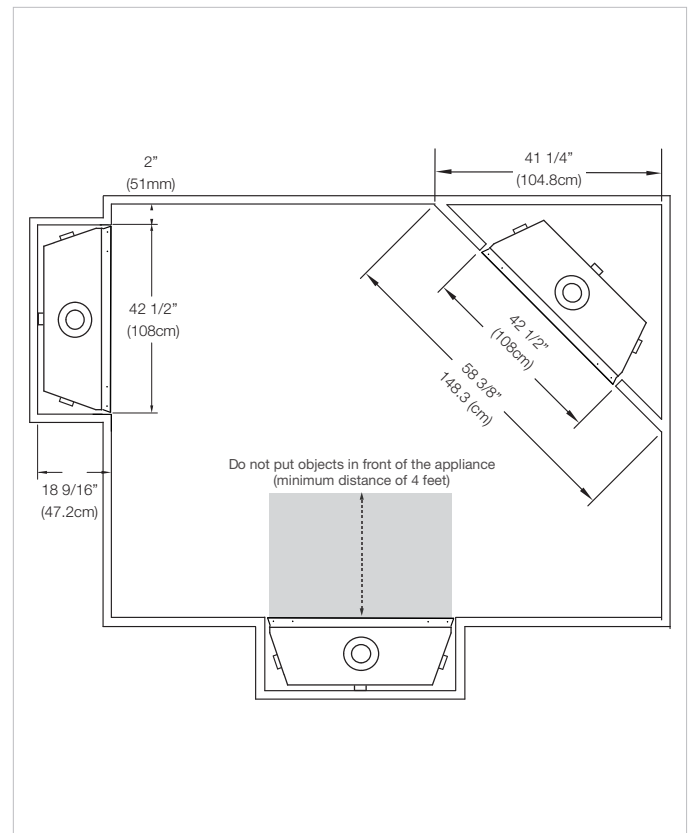 2”
(51mm)
41 1/4”
(104.8cm)
42 1/2”
(108cm)
42 1/2”
(108cm)
58 3/8”
148.3 (cm)
Do not put objects in front of the appliance
(minimum distance of 4 feet)
18 9/16”
(47.2cm)